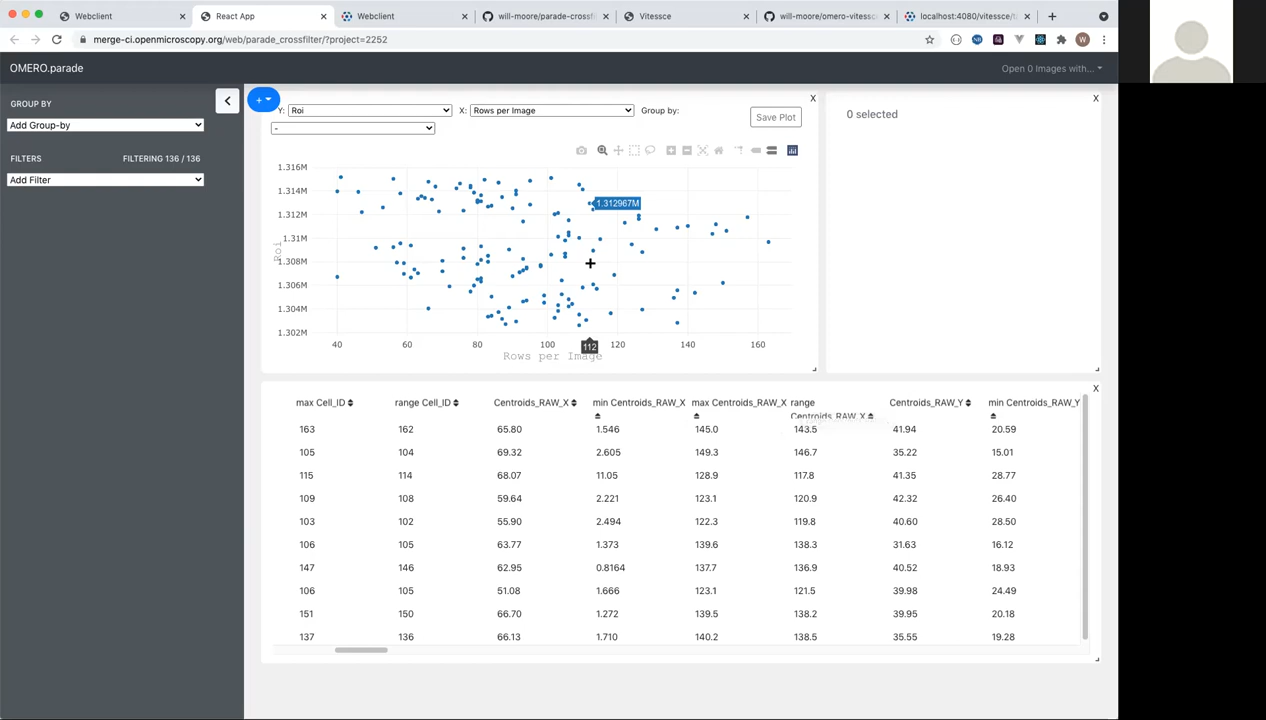 Webclient
React App
Webclient
will-moore/parade-crossfil
Vitessce
will-moore/omero-vitessce
localhost:4080/vitessce/
merge-ci.openmicroscopy.org/web/parade_crossfilter/?project=2252
W
OMERO.parade
Open 0 Images with...
GROUP BY
Add Group-by
FILTERS FILTERING 136 / 136
Add Filter
+
Y: Roi X: Rows per Image Group by:
-
Save Plot
X
0 selected
X
1.316M
1.314M
1.312M
1.31M
1.308M
1.306M
1.304M
1.302M
Roi
1.312967M
40 60 80 100 112 120 140 160
Rows per Image
X
max Cell_ID range Cell_ID Centroids_RAW_X min Centroids_RAW_X max Centroids_RAW_X range Centroids_RAW_X Centroids_RAW_Y min Centroids_RAW_Y
163 162 65.80 1.546 145.0 143.5 41.94 20.59
105 104 69.32 2.605 149.3 146.7 35.22 15.01
115 114 68.07 11.05 128.9 117.8 41.35 28.77
109 108 59.64 2.221 123.1 120.9 42.32 26.40
103 102 55.90 2.494 122.3 119.8 40.60 28.50
106 105 63.77 1.373 139.6 138.3 31.63 16.12
147 146 62.95 0.8164 137.7 136.9 40.52 18.93
106 105 51.08 1.666 123.1 121.5 39.98 24.49
151 150 66.70 1.272 139.5 138.2 39.95 20.18
137 136 66.13 1.710 140.2 138.5 35.55 19.28